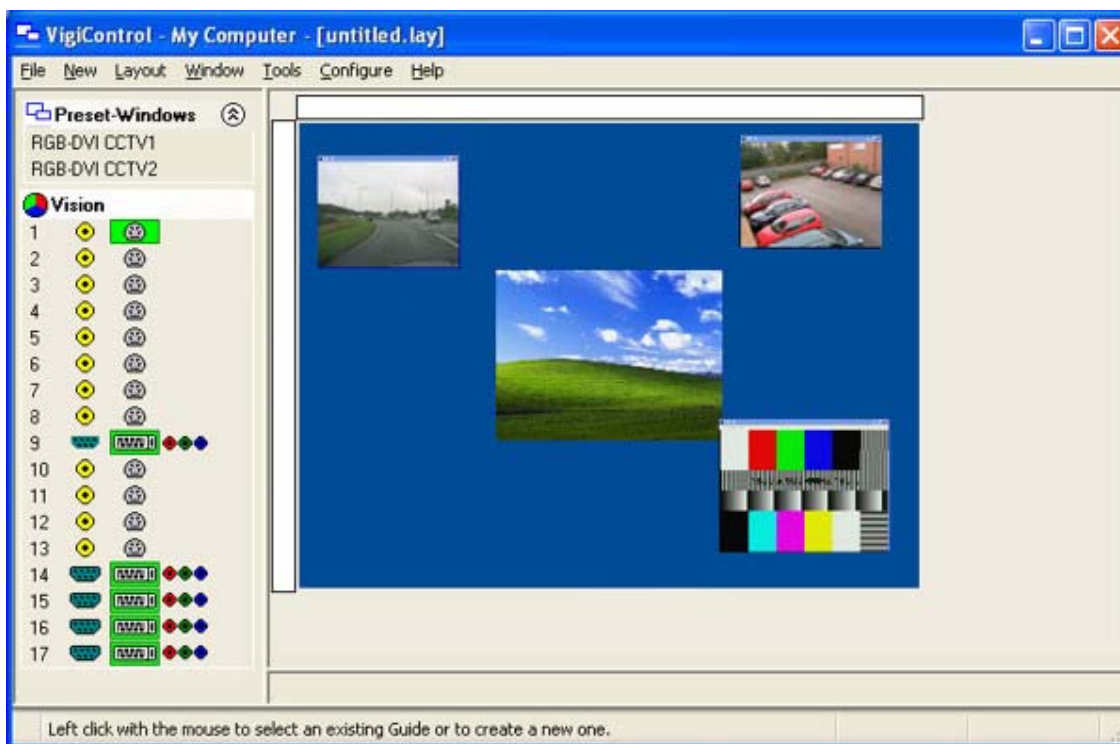 VigiControl - My Computer - [untitled.lay]
File New Layout Window Tools Configure Help
Preset-Windows
RGB-DVI CCTV1
RGB-DVI CCTV2
Vision
1
2
3
4
5
6
7
8
9
10
11
12
13
14
15
16
17
Left click with the mouse to select an existing Guide or to create a new one.